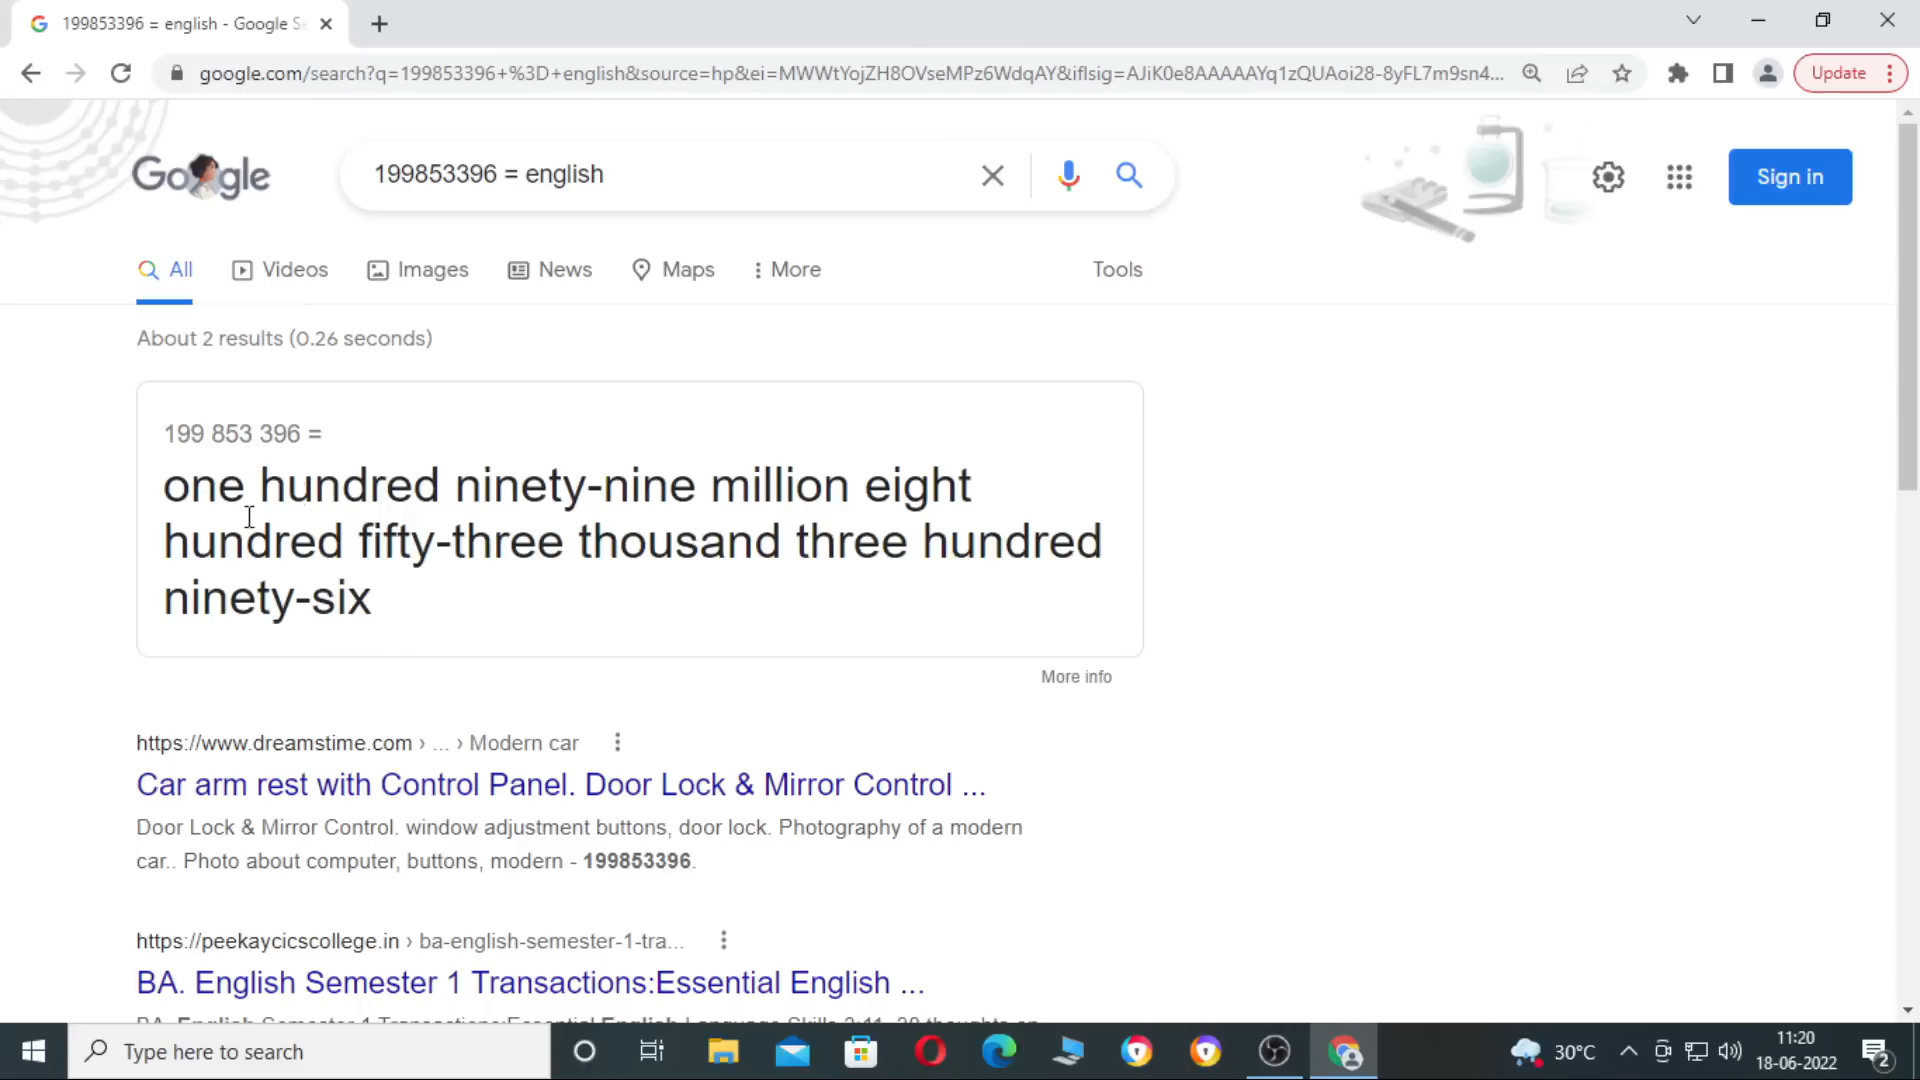 199853396 = english - Google Se
google.com/search?q=199853396+%3D+english&source=hp&ei=MWWtYojZH8OVseMPz6WdqAY&iflsig=AJiK0e8AAAAAYq1zQUAoi28-8yFL7m9sn4...
Update
Google
199853396 = english
Sign in
All
Videos
Images
News
Maps
More
Tools
About 2 results (0.26 seconds)
199 853 396 =
one hundred ninety-nine million eight
hundred fifty-three thousand three hundred
ninety-six
More info
https://www.dreamstime.com › ... › Modern car
Car arm rest with Control Panel. Door Lock & Mirror Control ...
Door Lock & Mirror Control. window adjustment buttons, door lock. Photography of a modern
car.. Photo about computer, buttons, modern - 199853396.
https://peekaycicscollege.in › ba-english-semester-1-tra...
BA. English Semester 1 Transactions:Essential English ...
Type here to search
30°C
11:20
18-06-2022
2